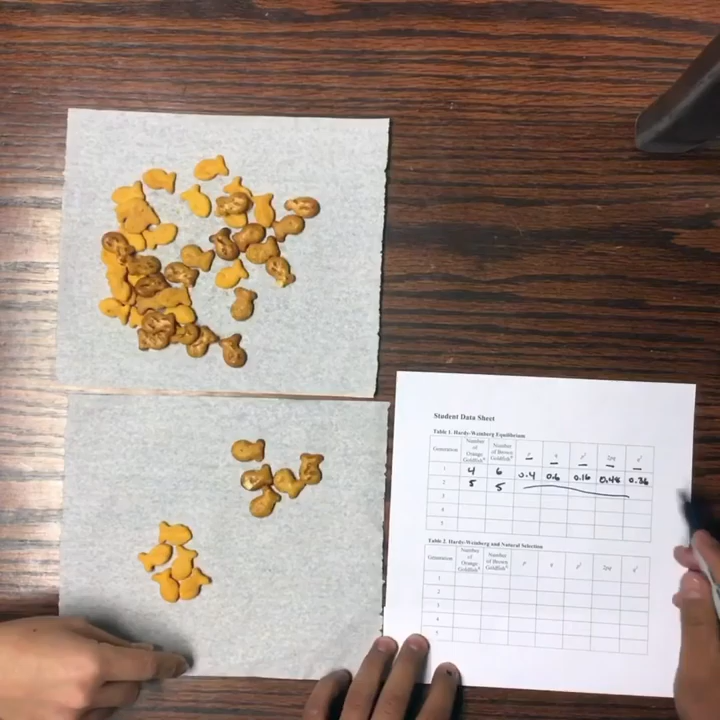 Student Data Sheet
Table 1. Hardy-Weinberg Equilibrium
Generation Number of Orange Goldfish Number of Brown Goldfish p q p² 2pq q²
1 4 6 0.4 0.6 0.16 0.48 0.36
2 5 5
3
4
5
Table 2. Hardy-Weinberg and Natural Selection
Generation Number of Orange Goldfish Number of Brown Goldfish p q p² 2pq q²
1
2
3
4
5